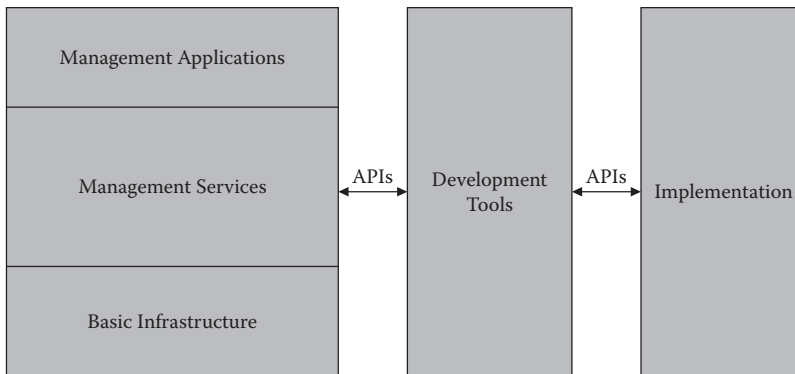 Management Applications
Management Services
Basic Infrastructure
APIs
Development
Tools
APIs
Implementation